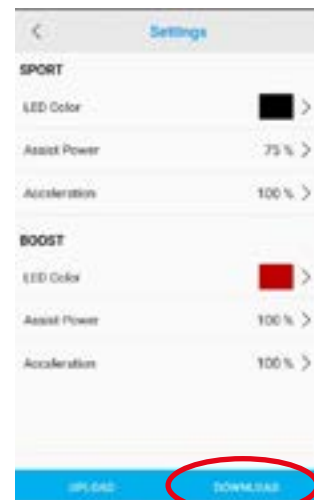 Settings
SPORT
LED Color
Assist Power 75 %
Acceleration 100 %
BOOST
LED Color
Assist Power 100 %
Acceleration 100 %
UPLOAD DOWNLOAD